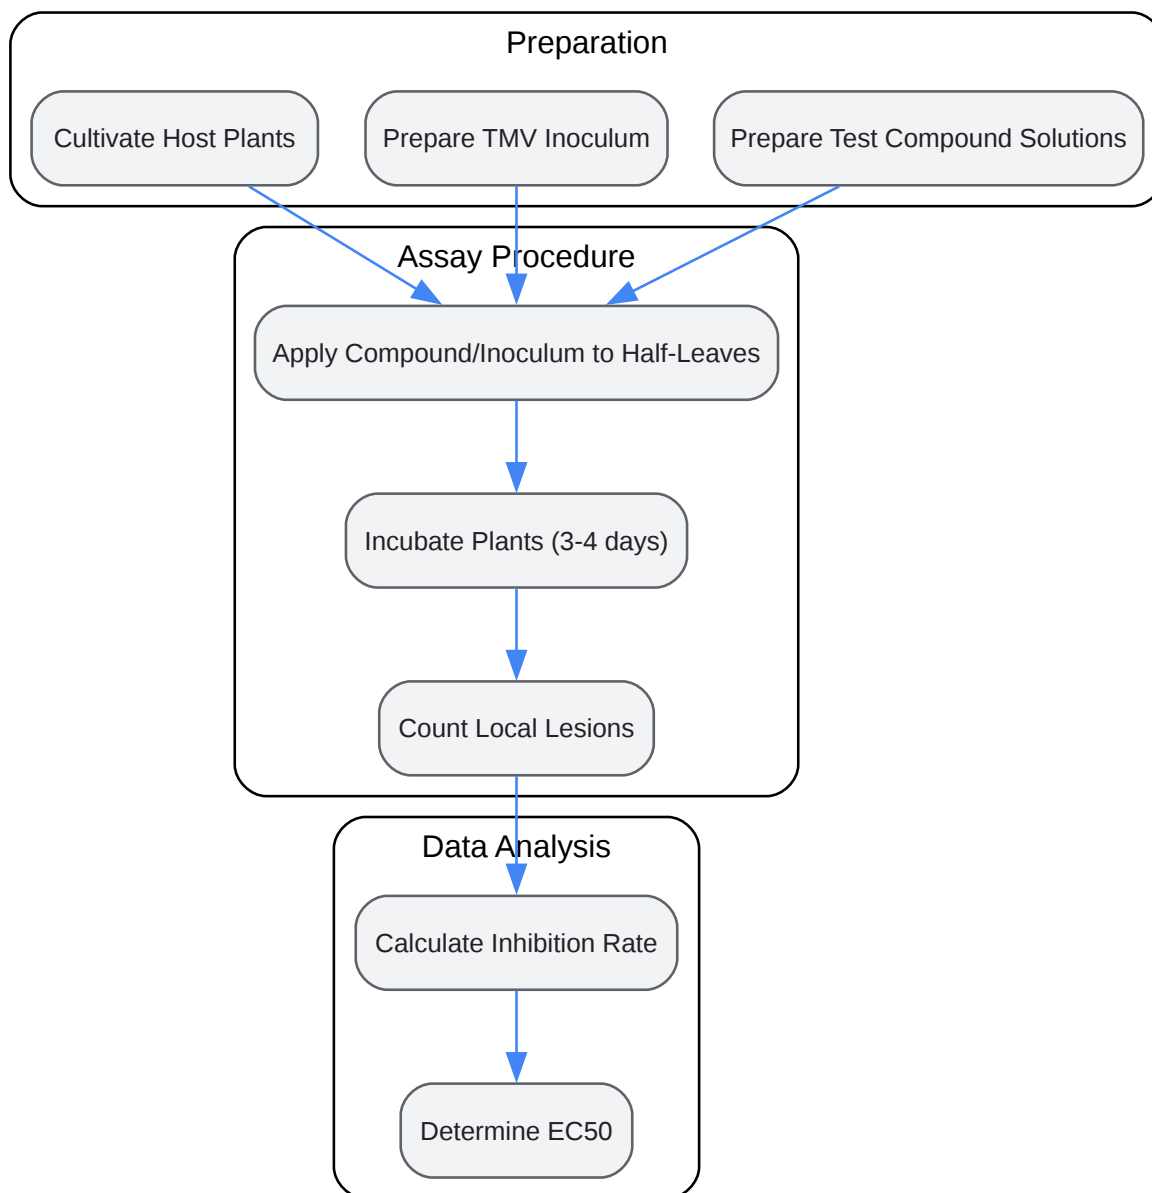 Preparation
Cultivate Host Plants
Prepare TMV Inoculum
Prepare Test Compound Solutions
Assay Procedure
Apply Compound/Inoculum to Half-Leaves
Incubate Plants (3-4 days)
Count Local Lesions
Data Analysis
Calculate Inhibition Rate
Determine EC50